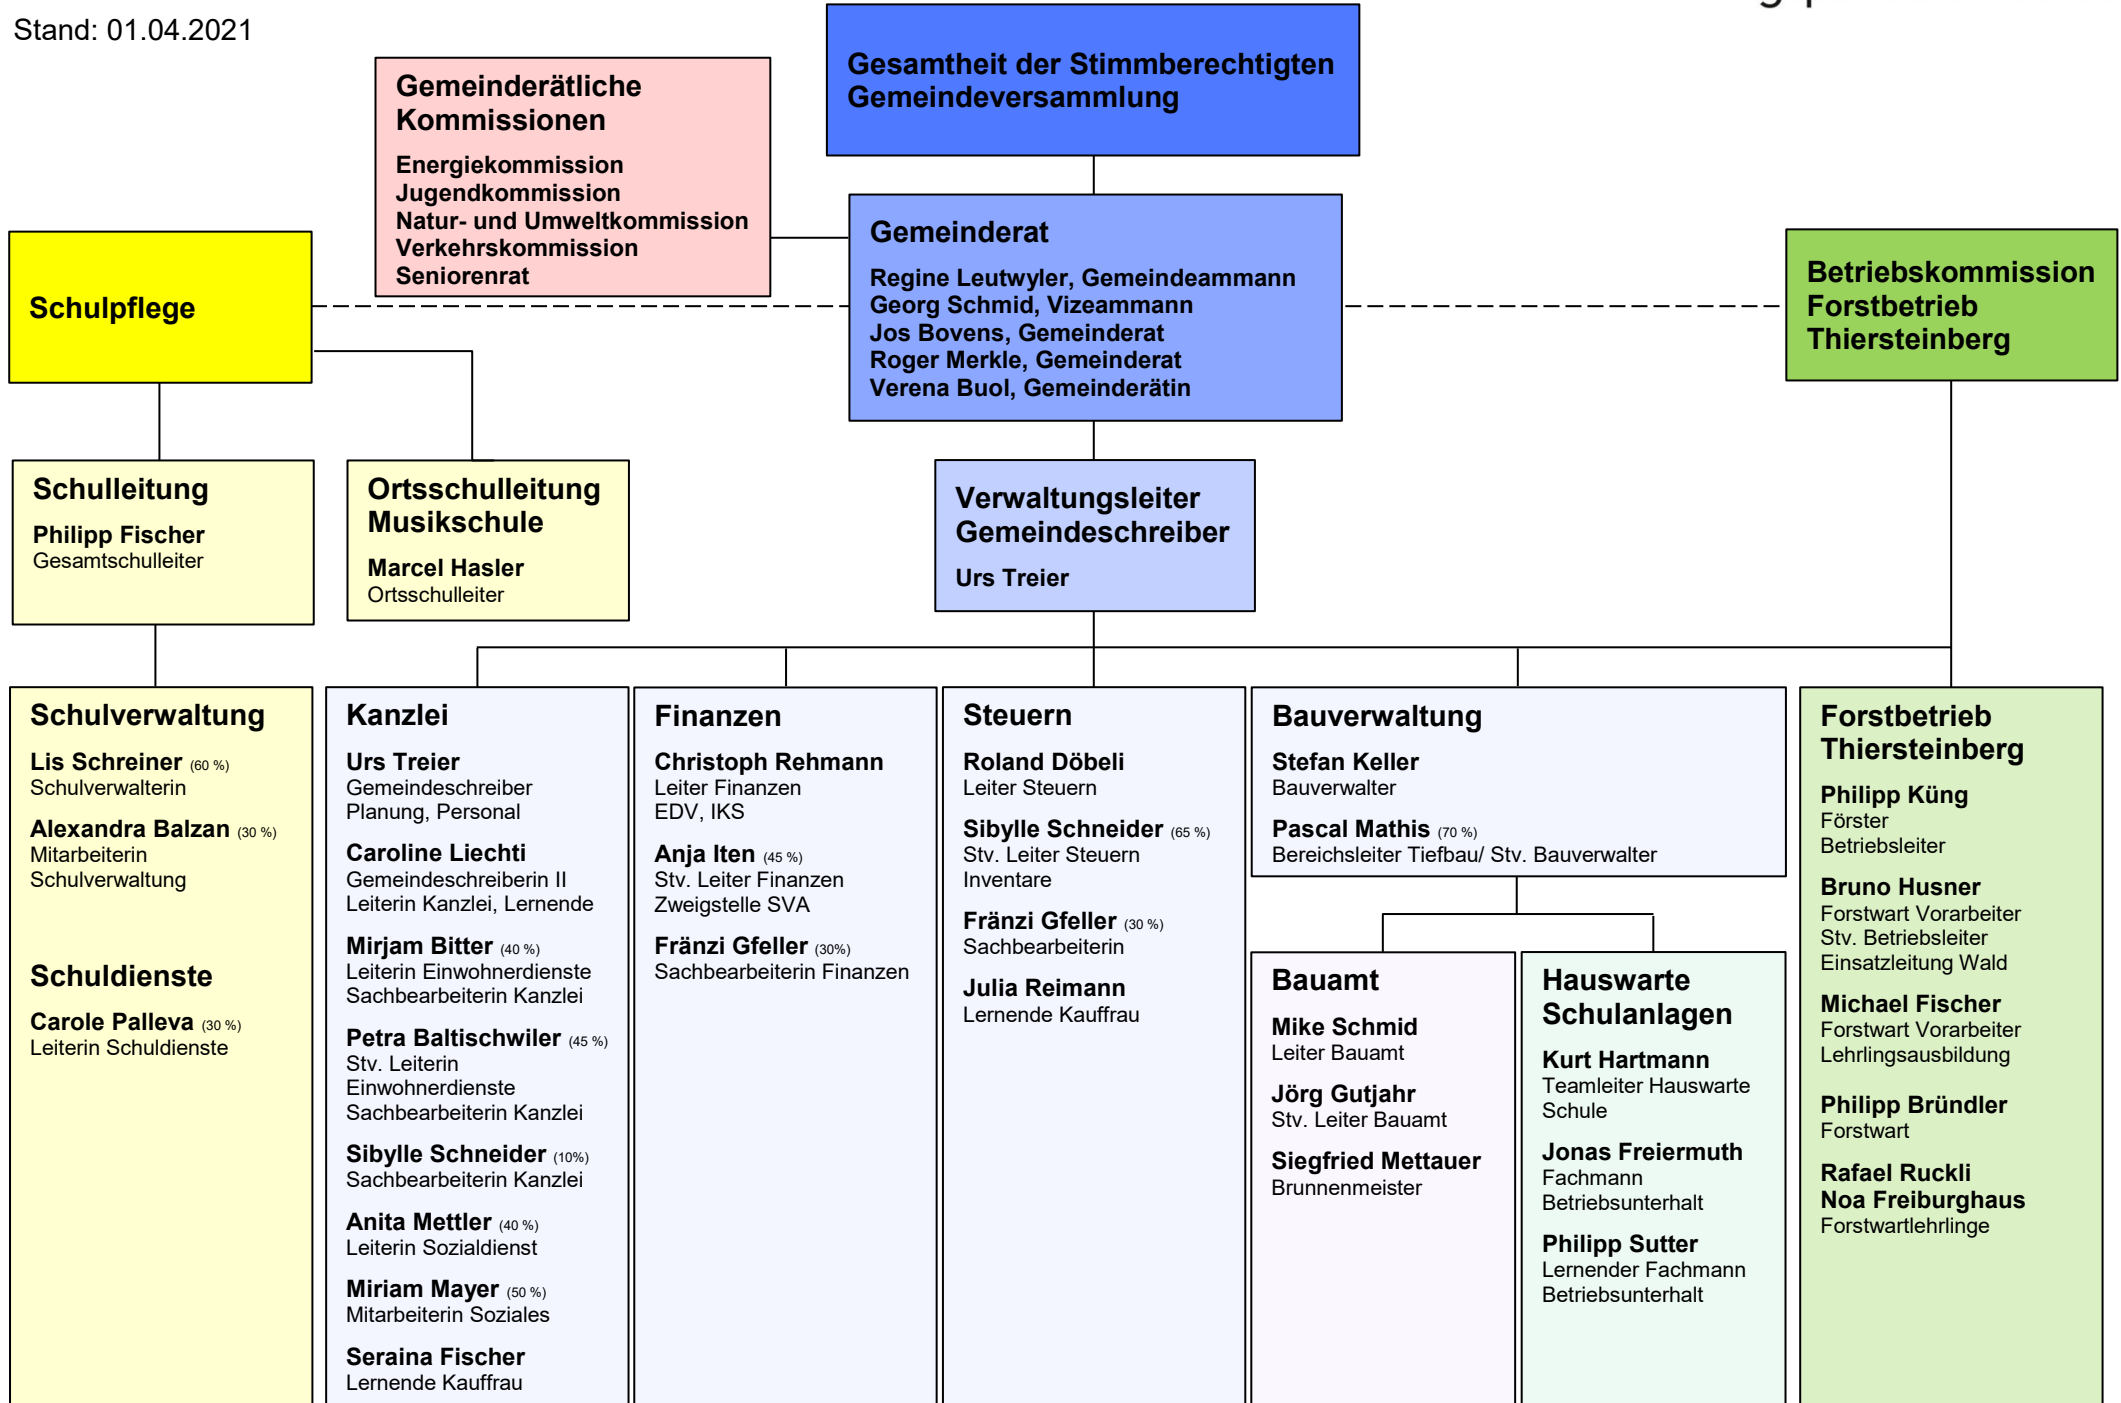 Stand: 01.04.2021
Gesamtheit der Stimmberechtigten
Gemeindeversammlung
Gemeinderätliche
Kommissionen
Energiekommission
Jugendkommission
Natur- und Umweltkommission
Verkehrskommission
Seniorenrat
Gemeinderat
Regine Leutwyler, Gemeindeammann
Georg Schmid, Vizeammann
Jos Bovens, Gemeinderat
Roger Merkle, Gemeinderat
Verena Buol, Gemeinderätin
Schulpflege
Betriebskommission
Forstbetrieb
Thiersteinberg
Schulleitung
Philipp Fischer
Gesamtschulleiter
Ortsschulleitung
Musikschule
Marcel Hasler
Ortsschulleiter
Verwaltungsleiter
Gemeindeschreiber
Urs Treier
Schulverwaltung
Lis Schreiner (60 %)
Schulverwalterin
Alexandra Balzan (30 %)
Mitarbeiterin
Schulverwaltung
Schuldienste
Carole Palleva (30 %)
Leiterin Schuldienste
Kanzlei
Urs Treier
Gemeindeschreiber
Planung, Personal
Caroline Liechti
Gemeindeschreiberin II
Leiterin Kanzlei, Lernende
Mirjam Bitter (40 %)
Leiterin Einwohnerdienste
Sachbearbeiterin Kanzlei
Petra Baltischwiler (45 %)
Stv. Leiterin
Einwohnerdienste
Sachbearbeiterin Kanzlei
Sibylle Schneider (10%)
Sachbearbeiterin Kanzlei
Anita Mettler (40 %)
Leiterin Sozialdienst
Miriam Mayer (50 %)
Mitarbeiterin Soziales
Seraina Fischer
Lernende Kauffrau
Finanzen
Christoph Rehmann
Leiter Finanzen
EDV, IKS
Anja Iten (45 %)
Stv. Leiter Finanzen
Zweigstelle SVA
Fränzi Gfeller (30%)
Sachbearbeiterin Finanzen
Steuern
Roland Döbeli
Leiter Steuern
Sibylle Schneider (65 %)
Stv. Leiter Steuern
Inventare
Fränzi Gfeller (30 %)
Sachbearbeiterin
Julia Reimann
Lernende Kauffrau
Bauverwaltung
Stefan Keller
Bauverwalter
Pascal Mathis (70 %)
Bereichsleiter Tiefbau/ Stv. Bauverwalter
Bauamt
Mike Schmid
Leiter Bauamt
Jörg Gutjahr
Stv. Leiter Bauamt
Siegfried Mettauer
Brunnenmeister
Hauswarte
Schulanlagen
Kurt Hartmann
Teamleiter Hauswarte
Schule
Jonas Freiermuth
Fachmann
Betriebsunterhalt
Philipp Sutter
Lernender Fachmann
Betriebsunterhalt
Forstbetrieb
Thiersteinberg
Philipp Küng
Förster
Betriebsleiter
Bruno Husner
Forstwart Vorarbeiter
Stv. Betriebsleiter
Einsatzleitung Wald
Michael Fischer
Forstwart Vorarbeiter
Lehrlingsausbildung
Philipp Bründler
Forstwart
Rafael Ruckli
Noa Freiburghaus
Forstwartlehrlinge